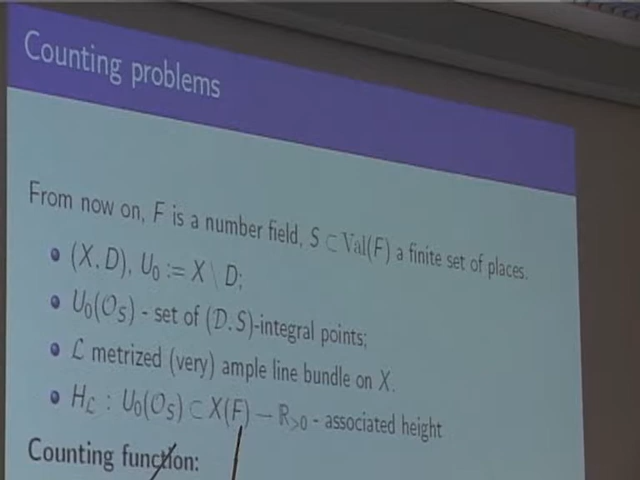 Counting problems
From now on, F is a number field, S ⊂ Val(F) a finite set of places.
(X, D), U₀ := X \ D;
U₀(𝒪_S) - set of (𝒟, S)-integral points;
ℒ metrized (very) ample line bundle on X.
H_ℒ : U₀(𝒪_S) ⊂ X(F) → ℝ_{>0} - associated height
Counting function: